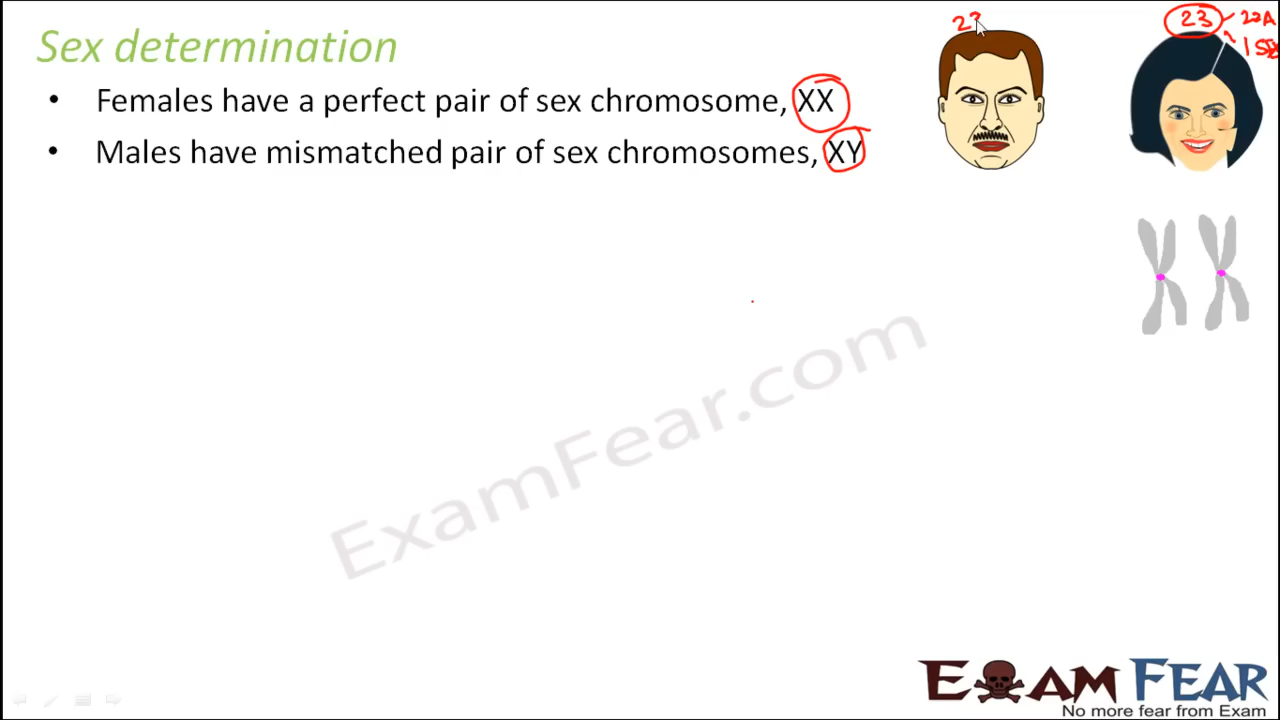 Sex determination
23
23
22A
• Females have a perfect pair of sex chromosome, XX
• Males have mismatched pair of sex chromosomes, XY
ExamFear.com
EXAM FEAR
No more fear from Exam